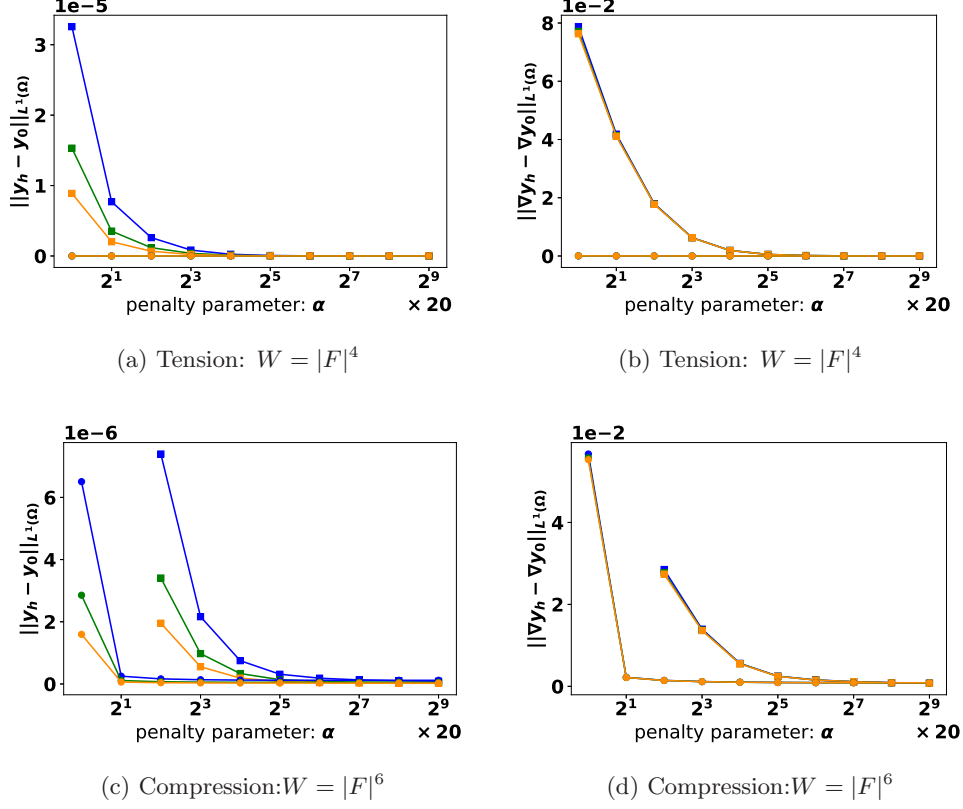 1e−5
||y_h − y_0||_{L^1(Ω)}
3
2
1
0
2^1 2^3 2^5 2^7 2^9
penalty parameter: α × 20
(a) Tension: W = |F|^4
1e−2
||∇y_h − ∇y_0||_{L^1(Ω)}
8
6
4
2
0
2^1 2^3 2^5 2^7 2^9
penalty parameter: α × 20
(b) Tension: W = |F|^4
1e−6
||y_h − y_0||_{L^1(Ω)}
6
4
2
0
2^1 2^3 2^5 2^7 2^9
penalty parameter: α × 20
(c) Compression:W = |F|^6
1e−2
||∇y_h − ∇y_0||_{L^1(Ω)}
4
2
0
2^1 2^3 2^5 2^7 2^9
penalty parameter: α × 20
(d) Compression:W = |F|^6